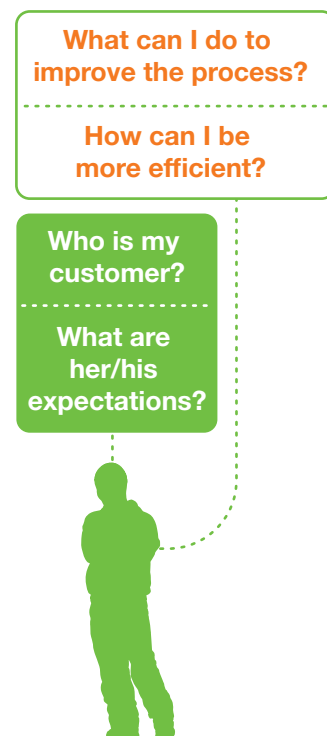 What can I do to
improve the process?
How can I be
more efficient?
Who is my
customer?
What are
her/his
expectations?